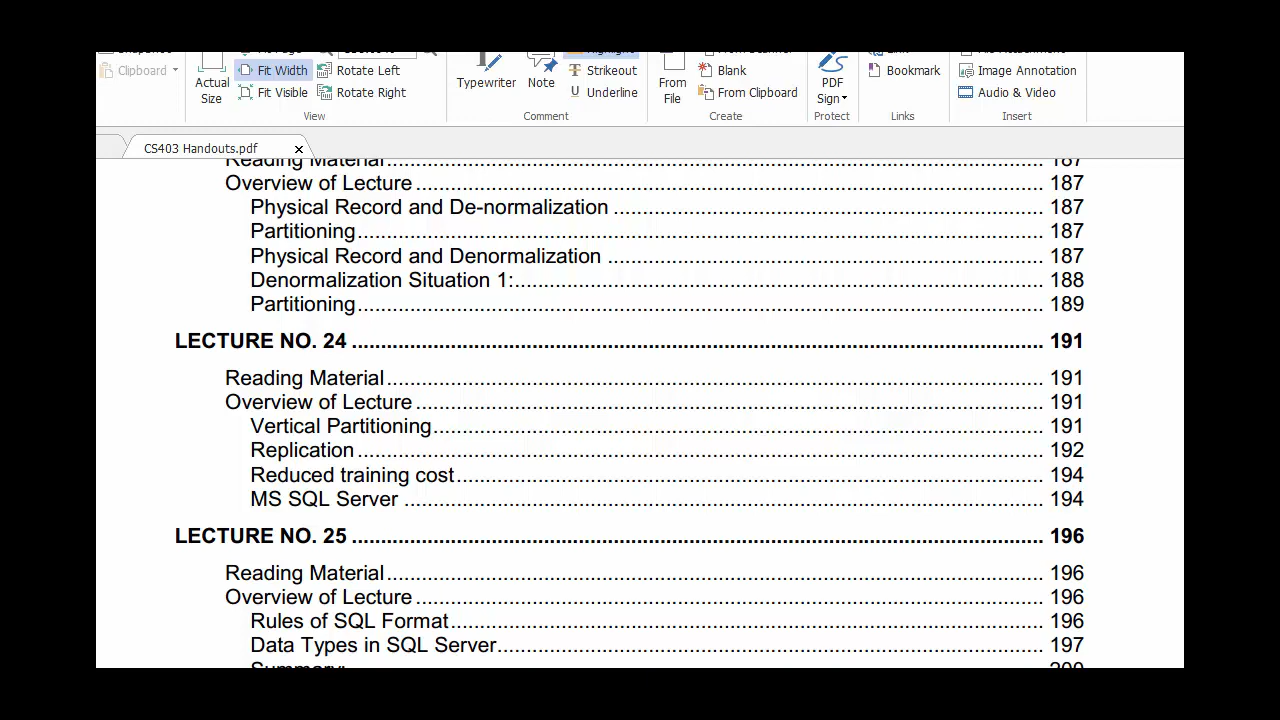 Clipboard
Actual Size
Fit Width
Fit Visible
Rotate Left
Rotate Right
View
Typewriter
Note
Highlight
Strikeout
Underline
Comment
From File
Blank
From Clipboard
Create
PDF Sign
Protect
Bookmark
Links
Image Annotation
Audio & Video
Insert
CS403 Handouts.pdf
Reading Material 187
Overview of Lecture 187
Physical Record and De-normalization 187
Partitioning 187
Physical Record and Denormalization 187
Denormalization Situation 1: 188
Partitioning 189
LECTURE NO. 24 191
Reading Material 191
Overview of Lecture 191
Vertical Partitioning 191
Replication 192
Reduced training cost 194
MS SQL Server 194
LECTURE NO. 25 196
Reading Material 196
Overview of Lecture 196
Rules of SQL Format 196
Data Types in SQL Server 197
Summary: